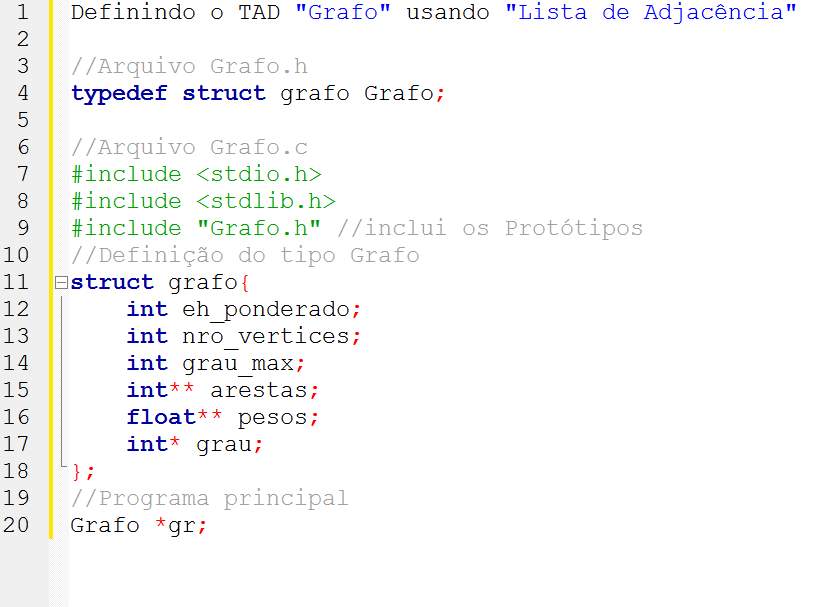 1 Definindo o TAD "Grafo" usando "Lista de Adjacência"
2
3 //Arquivo Grafo.h
4 typedef struct grafo Grafo;
5
6 //Arquivo Grafo.c
7 #include <stdio.h>
8 #include <stdlib.h>
9 #include "Grafo.h" //inclui os Protótipos
10 //Definição do tipo Grafo
11 struct grafo{
12 int eh_ponderado;
13 int nro_vertices;
14 int grau_max;
15 int** arestas;
16 float** pesos;
17 int* grau;
18 };
19 //Programa principal
20 Grafo *gr;